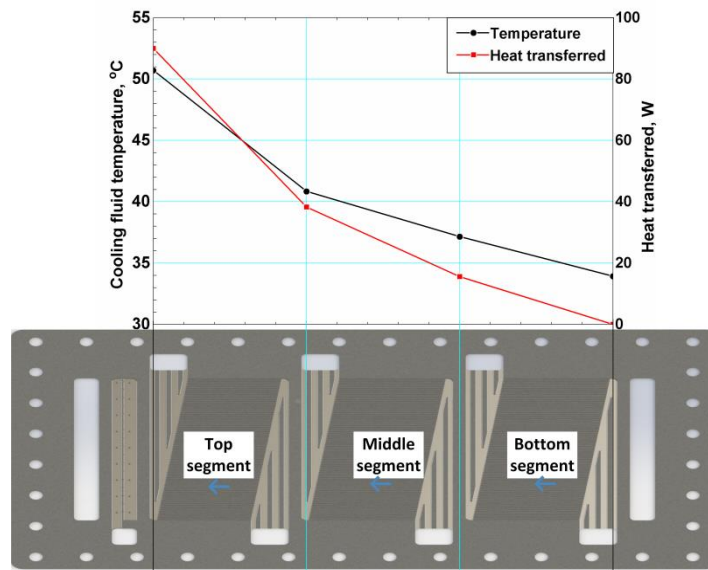 55
50
45
40
35
30
Cooling fluid temperature, °C
Temperature
Heat transferred
100
80
60
40
20
0
Heat transferred, W
Top
segment
Middle
segment
Bottom
segment